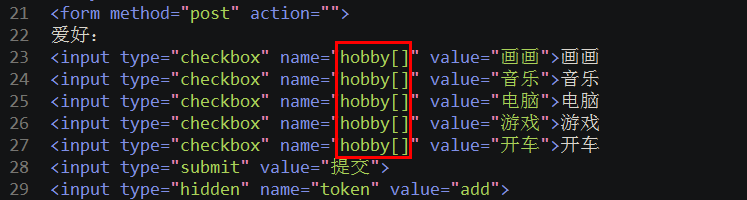 21 <form method="post" action="">
22 爱好：
23 <input type="checkbox" name="hobby[]" value="画画">画画
24 <input type="checkbox" name="hobby[]" value="音乐">音乐
25 <input type="checkbox" name="hobby[]" value="电脑">电脑
26 <input type="checkbox" name="hobby[]" value="游戏">游戏
27 <input type="checkbox" name="hobby[]" value="开车">开车
28 <input type="submit" value="提交">
29 <input type="hidden" name="token" value="add">